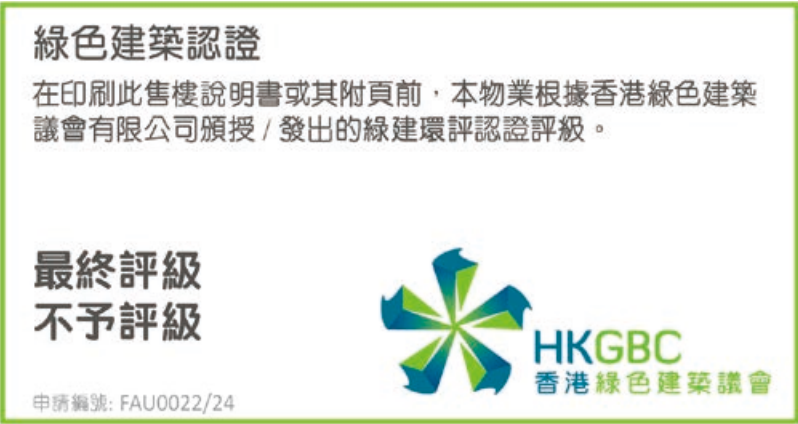 綠色建築認證
在印刷此售樓說明書或其附頁前，本物業根據香港綠色建築
議會有限公司頒授 / 發出的綠建環評認證評級。
最終評級
不予評級
HKGBC
香港綠色建築議會
申請編號: FAU0022/24